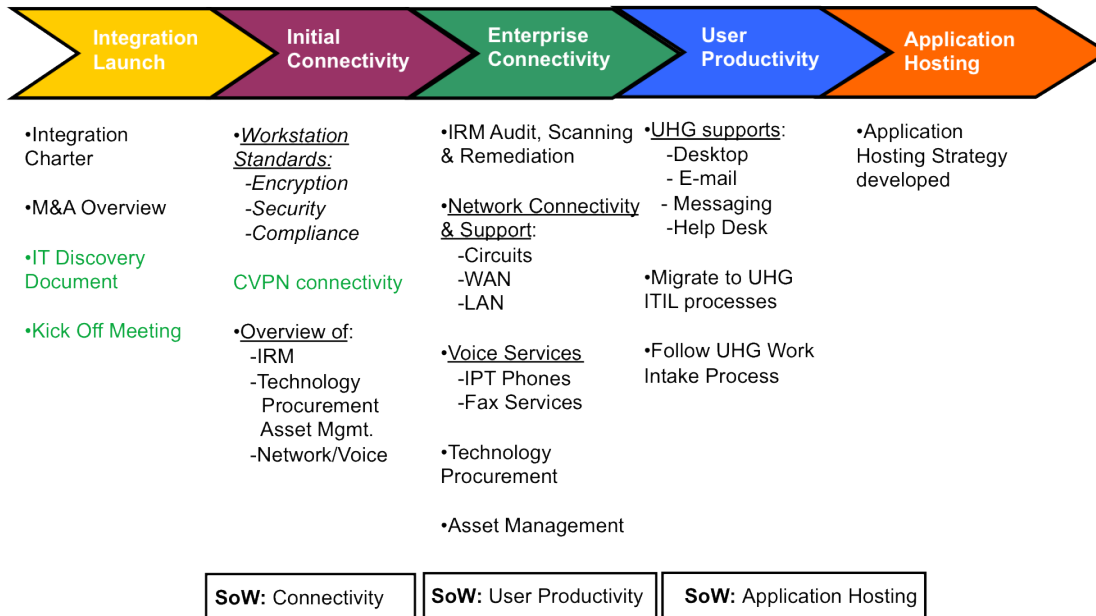 Integration
Launch
Initial
Connectivity
Enterprise
Connectivity
User
Productivity
Application
Hosting
•Integration
Charter
•M&A Overview
•IT Discovery
Document
•Kick Off Meeting
•Workstation
Standards:
-Encryption
-Security
-Compliance
CVPN connectivity
•Overview of:
-IRM
-Technology
Procurement
Asset Mgmt.
-Network/Voice
•IRM Audit, Scanning
& Remediation
•Network Connectivity
& Support:
-Circuits
-WAN
-LAN
•Voice Services
-IPT Phones
-Fax Services
•Technology
Procurement
•Asset Management
•UHG supports:
-Desktop
- E-mail
- Messaging
-Help Desk
•Migrate to UHG
ITIL processes
•Follow UHG Work
Intake Process
•Application
Hosting Strategy
developed
SoW: Connectivity
SoW: User Productivity
SoW: Application Hosting